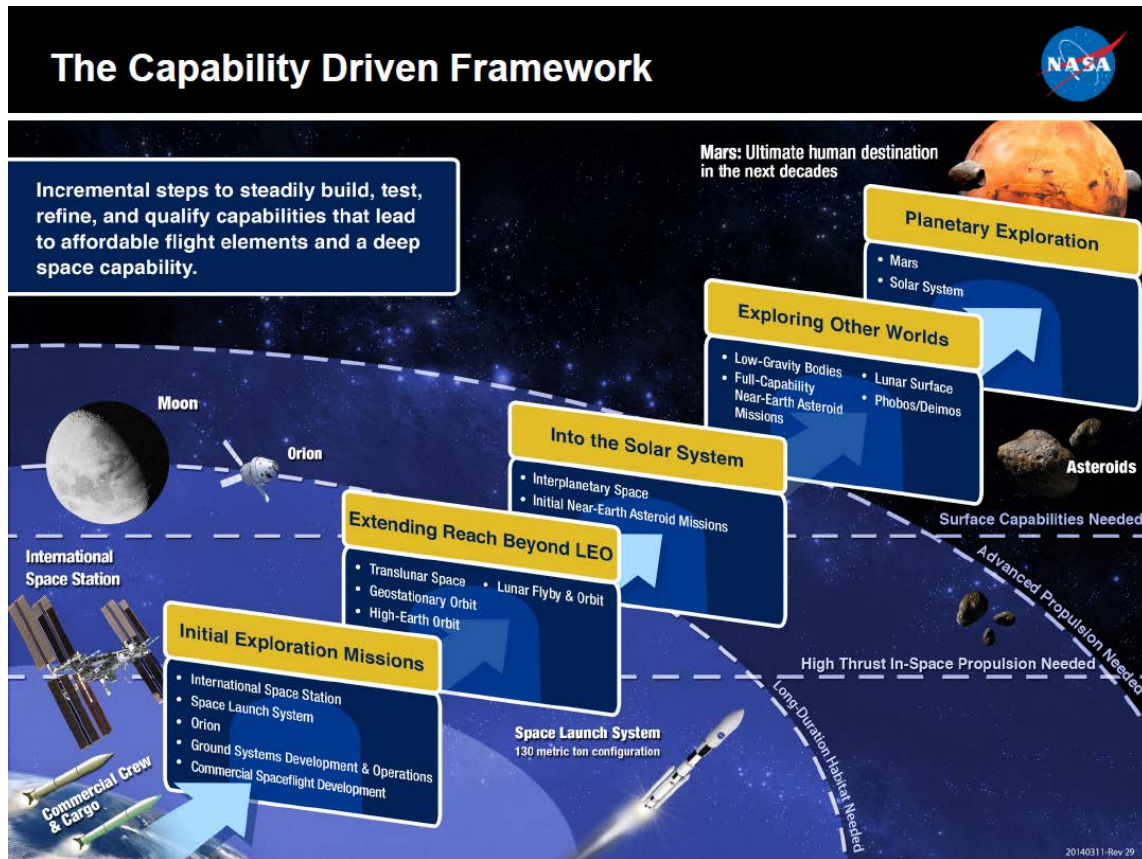 The Capability Driven Framework
NASA
Incremental steps to steadily build, test,
refine, and qualify capabilities that lead
to affordable flight elements and a deep
space capability.
Mars: Ultimate human destination
in the next decades
Planetary Exploration
• Mars
• Solar System
Exploring Other Worlds
• Low-Gravity Bodies
• Full-Capability
Near-Earth Asteroid
Missions
• Lunar Surface
• Phobos/Deimos
Moon
Orion
Into the Solar System
• Interplanetary Space
• Initial Near-Earth Asteroid Missions
Asteroids
Surface Capabilities Needed
International
Space Station
Extending Reach Beyond LEO
• Translunar Space
• Geostationary Orbit
• High-Earth Orbit
• Lunar Flyby & Orbit
Advanced Propulsion Needed
High Thrust In-Space Propulsion Needed
Initial Exploration Missions
• International Space Station
• Space Launch System
• Orion
• Ground Systems Development & Operations
• Commercial Spaceflight Development
Space Launch System
130 metric ton configuration
Long-Duration Habitat Needed
Commercial Crew
& Cargo
20140311-Rev 29